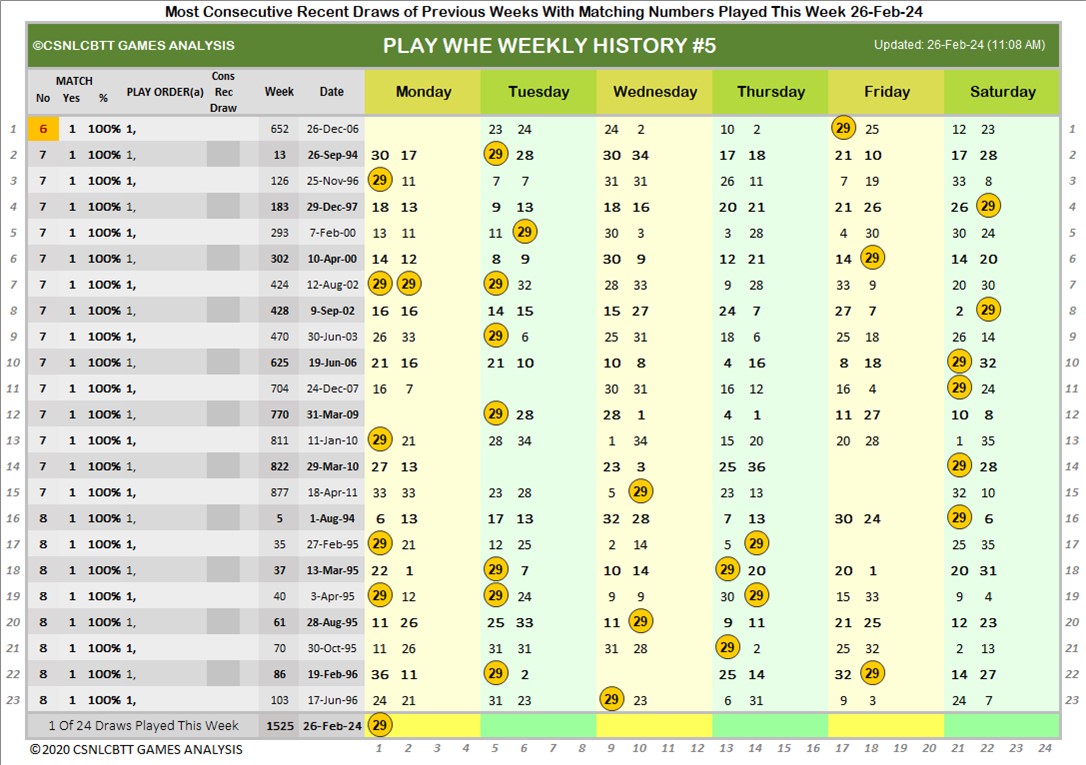 Most Consecutive Recent Draws of Previous Weeks With Matching Numbers Played This Week 26-Feb-24
©CSNLCBTT GAMES ANALYSIS PLAY WHE WEEKLY HISTORY #5 Updated: 26-Feb-24 (11:08 AM)
MATCH Cons
No Yes % PLAY ORDER(a) Rec Week Date Monday Tuesday Wednesday Thursday Friday Saturday
Draw
1 6 1 100% 1, 652 26-Dec-06 23 24 24 2 10 2 29 25 12 23 1
2 7 1 100% 1, 13 26-Sep-94 30 17 29 28 30 34 17 18 21 10 17 28 2
3 7 1 100% 1, 126 25-Nov-96 29 11 7 7 31 31 26 11 7 19 33 8 3
4 7 1 100% 1, 183 29-Dec-97 18 13 9 13 18 16 20 21 21 26 26 29 4
5 7 1 100% 1, 293 7-Feb-00 13 11 11 29 30 3 3 28 4 30 30 24 5
6 7 1 100% 1, 302 10-Apr-00 14 12 8 9 30 9 12 21 14 29 14 20 6
7 7 1 100% 1, 424 12-Aug-02 29 29 29 32 28 33 9 28 33 9 20 30 7
8 7 1 100% 1, 428 9-Sep-02 16 16 14 15 15 27 24 7 27 7 2 29 8
9 7 1 100% 1, 470 30-Jun-03 26 33 29 6 25 31 18 6 25 18 26 14 9
10 7 1 100% 1, 625 19-Jun-06 21 16 21 10 10 8 4 16 8 18 29 32 10
11 7 1 100% 1, 704 24-Dec-07 16 7 30 31 16 12 16 4 29 24 11
12 7 1 100% 1, 770 31-Mar-09 29 28 28 1 4 1 11 27 10 8 12
13 7 1 100% 1, 811 11-Jan-10 29 21 28 34 1 34 15 20 20 28 1 35 13
14 7 1 100% 1, 822 29-Mar-10 27 13 23 3 25 36 29 28 14
15 7 1 100% 1, 877 18-Apr-11 33 33 23 28 5 29 23 13 32 10 15
16 8 1 100% 1, 5 1-Aug-94 6 13 17 13 32 28 7 13 30 24 29 6 16
17 8 1 100% 1, 35 27-Feb-95 29 21 12 25 2 14 5 29 25 35 17
18 8 1 100% 1, 37 13-Mar-95 22 1 29 7 10 14 29 20 20 1 20 31 18
19 8 1 100% 1, 40 3-Apr-95 29 12 29 24 9 9 30 29 15 33 9 4 19
20 8 1 100% 1, 61 28-Aug-95 11 26 25 33 11 29 9 11 21 25 12 23 20
21 8 1 100% 1, 70 30-Oct-95 11 26 31 31 31 28 29 2 25 32 2 13 21
22 8 1 100% 1, 86 19-Feb-96 36 11 29 2 25 14 32 29 14 27 22
23 8 1 100% 1, 103 17-Jun-96 24 21 31 23 29 23 6 31 9 3 24 7 23
1 Of 24 Draws Played This Week 1525 26-Feb-24 29
©2020 CSNLCBTT GAMES ANALYSIS 1 2 3 4 5 6 7 8 9 10 11 12 13 14 15 16 17 18 19 20 21 22 23 24